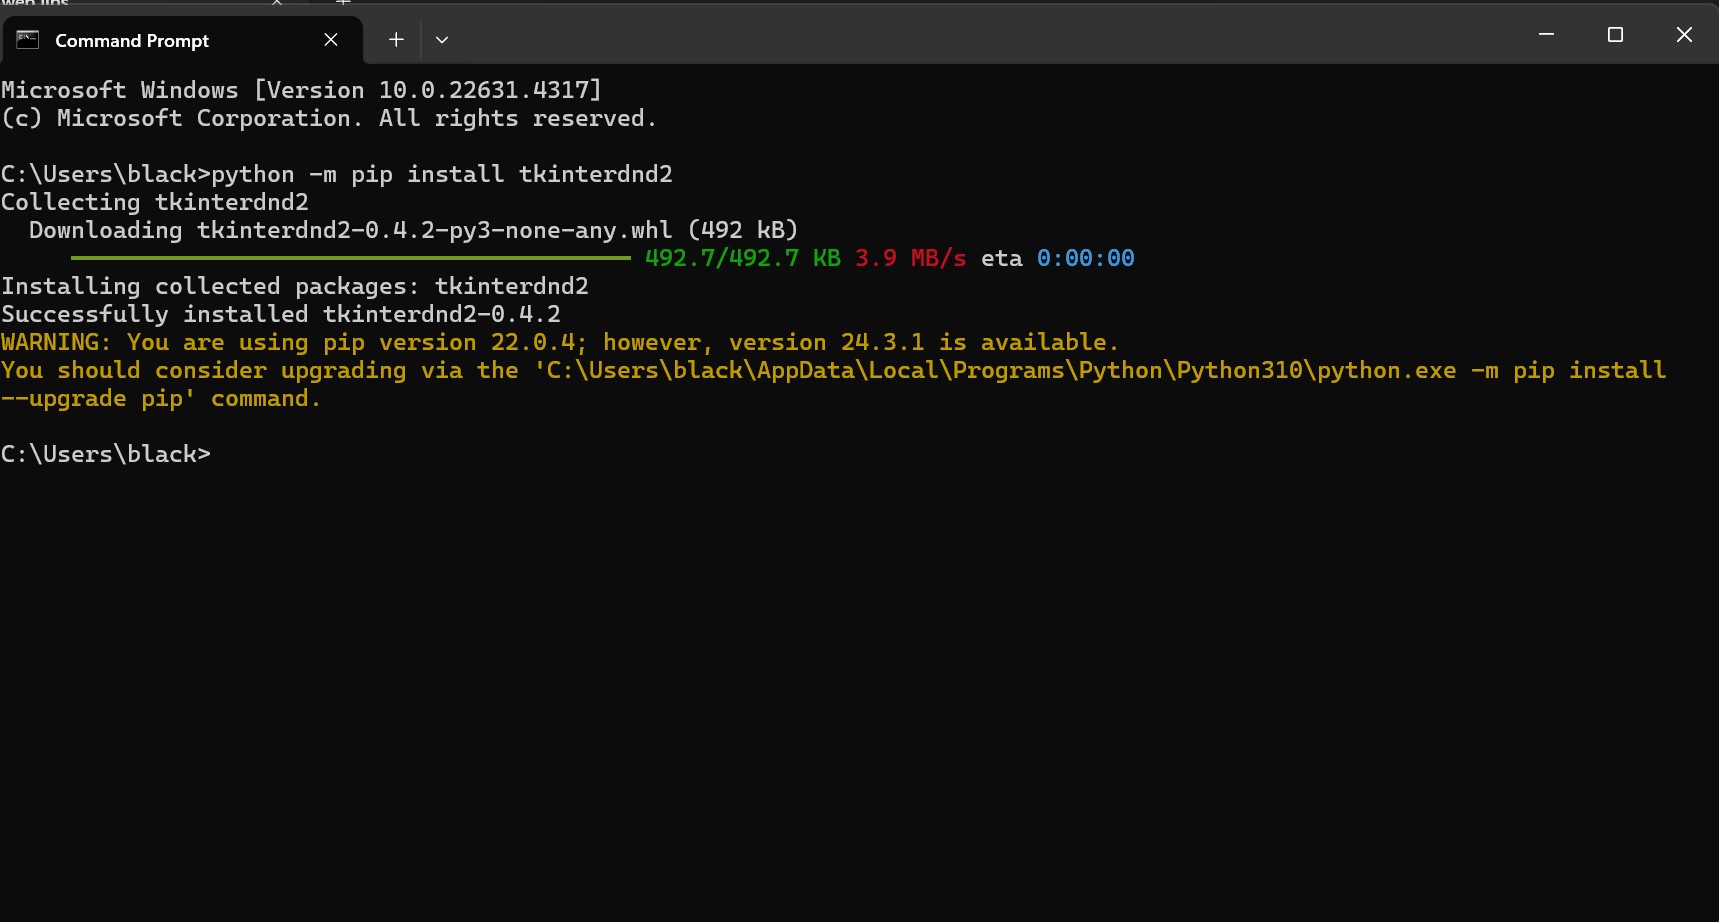 Command Prompt
Microsoft Windows [Version 10.0.22631.4317]
(c) Microsoft Corporation. All rights reserved.
C:\Users\black>python -m pip install tkinterdnd2
Collecting tkinterdnd2
  Downloading tkinterdnd2-0.4.2-py3-none-any.whl (492 kB)
492.7/492.7 KB 3.9 MB/s eta 0:00:00
Installing collected packages: tkinterdnd2
Successfully installed tkinterdnd2-0.4.2
WARNING: You are using pip version 22.0.4; however, version 24.3.1 is available.
You should consider upgrading via the 'C:\Users\black\AppData\Local\Programs\Python\Python310\python.exe -m pip install
--upgrade pip' command.
C:\Users\black>